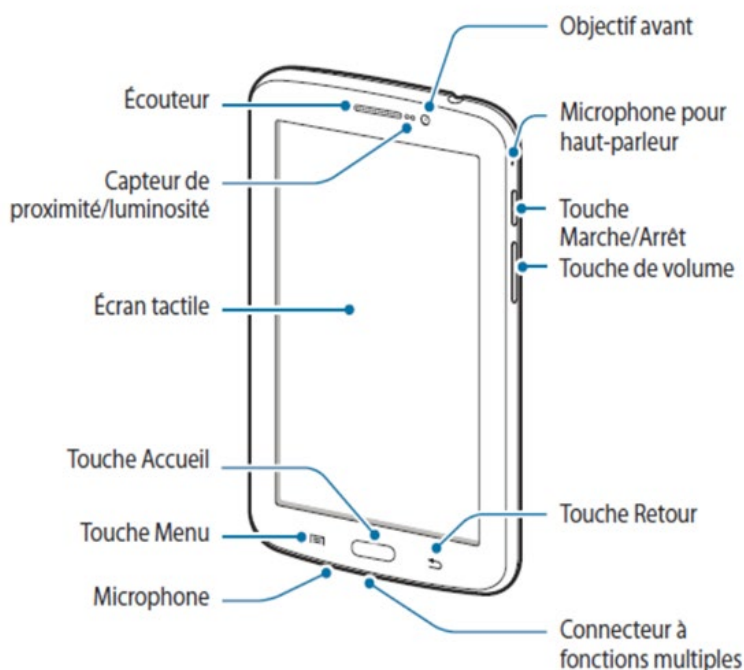 Objectif avant
Écouteur
Microphone pour
haut-parleur
Capteur de
proximité/luminosité
Touche
Marche/Arrêt
Touche de volume
Écran tactile
Touche Accueil
Touche Retour
Touche Menu
Microphone
Connecteur à
fonctions multiples